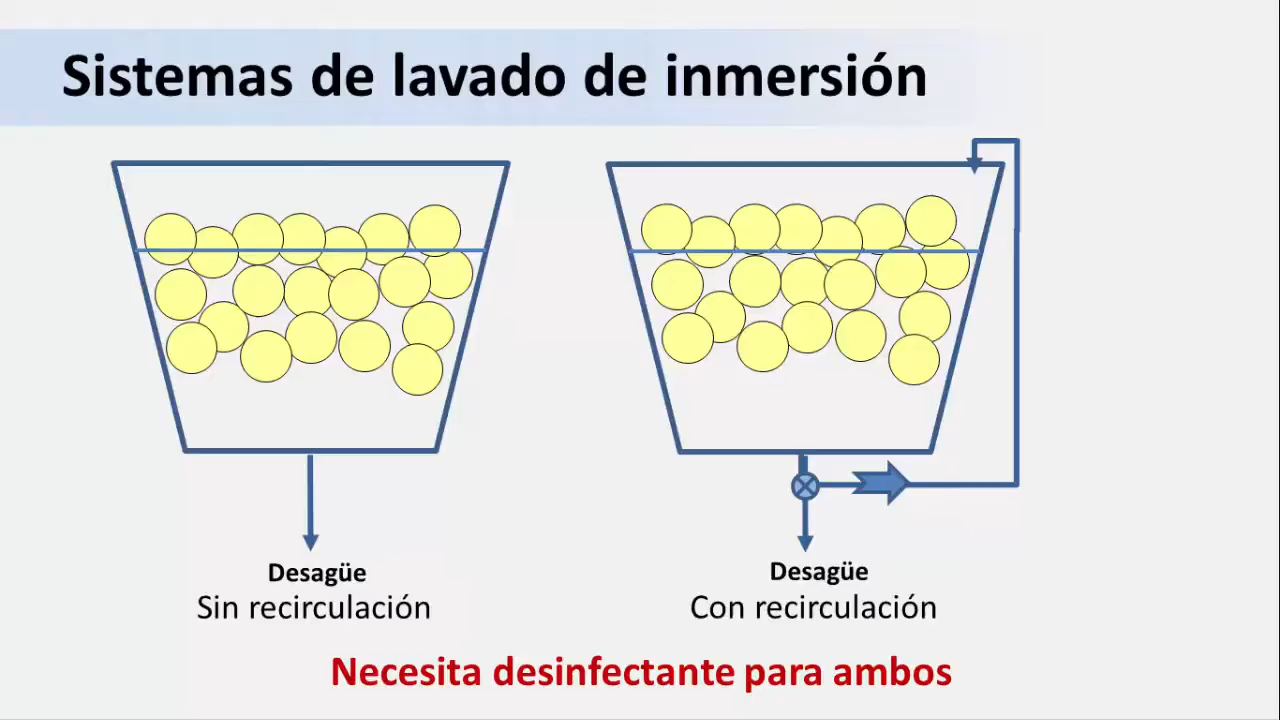 Sistemas de lavado de inmersión
Desagüe
Sin recirculación
Desagüe
Con recirculación
Necesita desinfectante para ambos